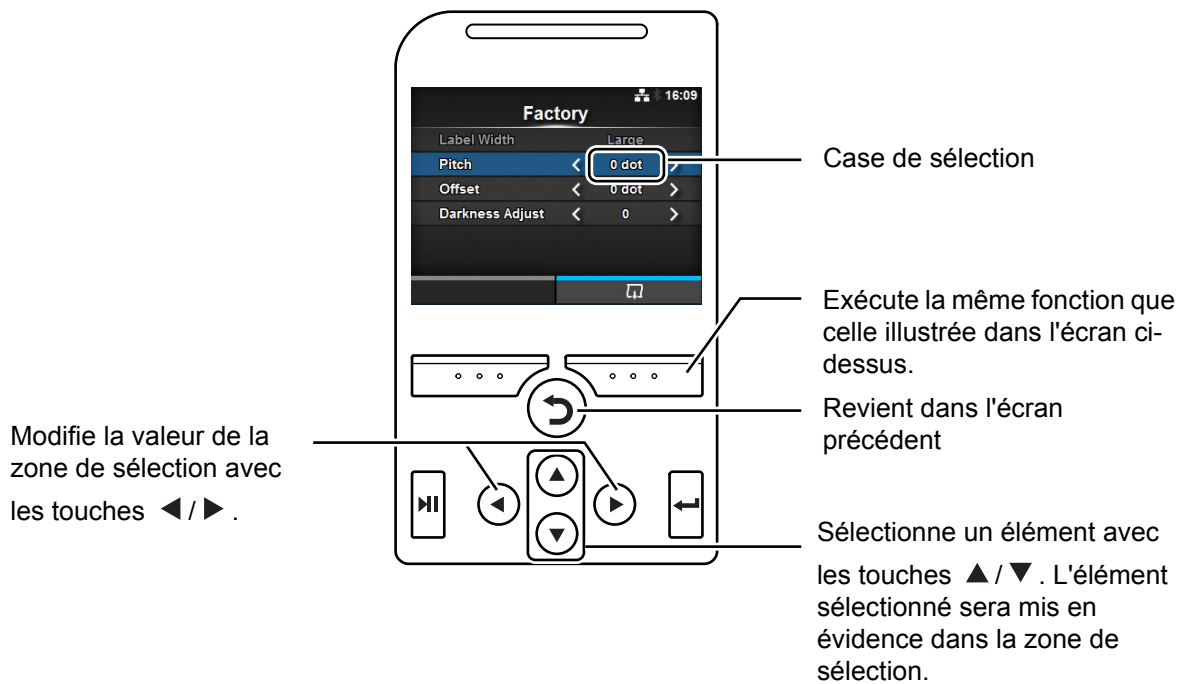 16:09
Factory
Label Width Large
Pitch 0 dot
Offset 0 dot
Darkness Adjust 0
Case de sélection
Exécute la même fonction que
celle illustrée dans l'écran ci-
dessus.
Revient dans l'écran
précédent
Modifie la valeur de la
zone de sélection avec
les touches ◀ / ▶ .
Sélectionne un élément avec
les touches ▲ / ▼ . L'élément
sélectionné sera mis en
évidence dans la zone de
sélection.